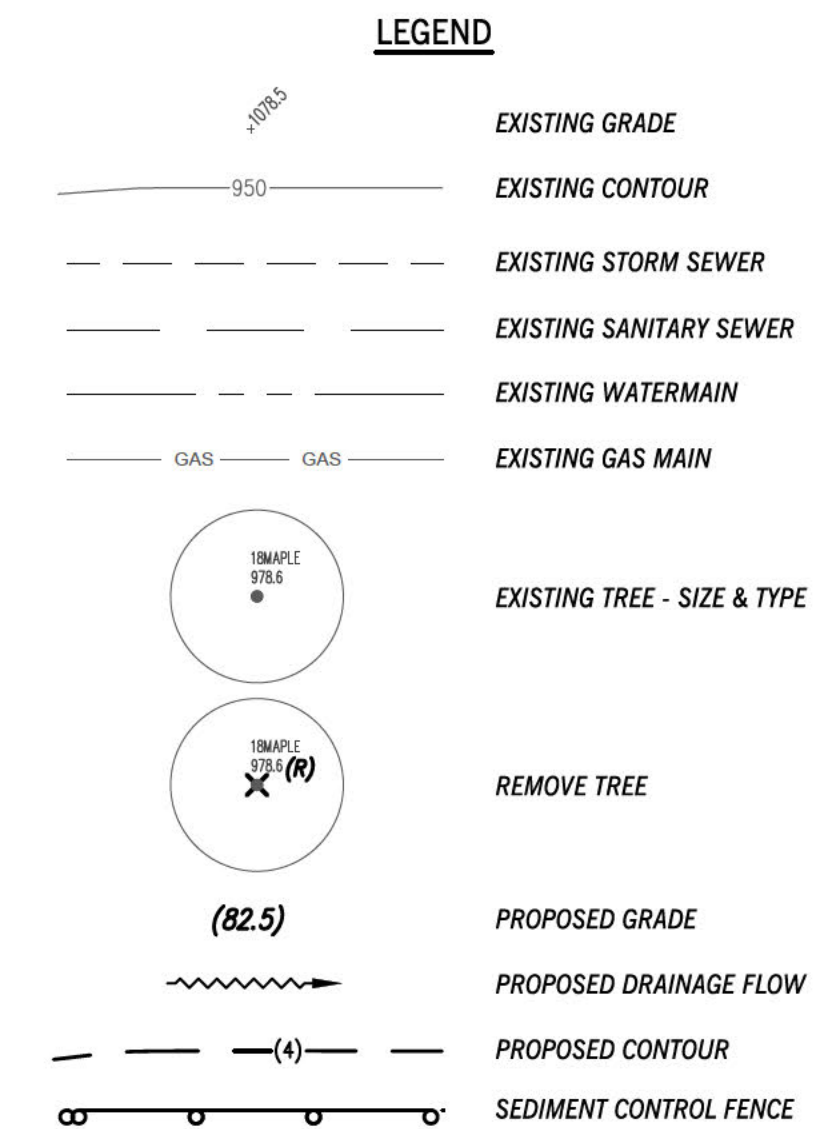 LEGEND
×1078.5
EXISTING GRADE
950
EXISTING CONTOUR
EXISTING STORM SEWER
EXISTING SANITARY SEWER
EXISTING WATERMAIN
GAS GAS
EXISTING GAS MAIN
18MAPLE
978.6
EXISTING TREE - SIZE & TYPE
18MAPLE
978.6 (R)
REMOVE TREE
(82.5)
PROPOSED GRADE
PROPOSED DRAINAGE FLOW
(4)
PROPOSED CONTOUR
SEDIMENT CONTROL FENCE